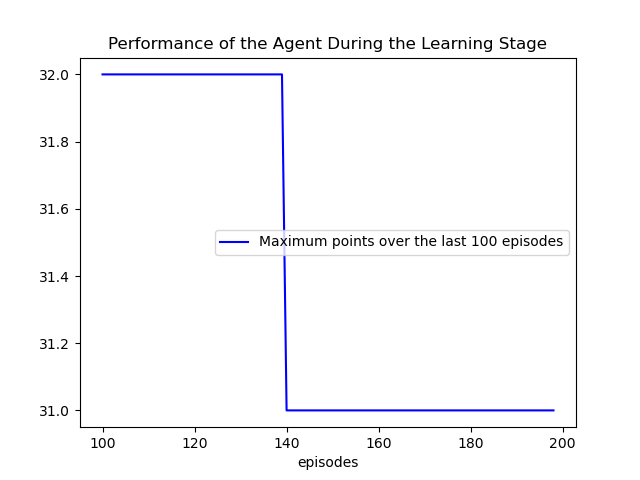 Performance of the Agent During the Learning Stage
32.0
31.8
31.6
Maximum points over the last 100 episodes
31.4
31.2
31.0
100 120 140 160 180 200
episodes